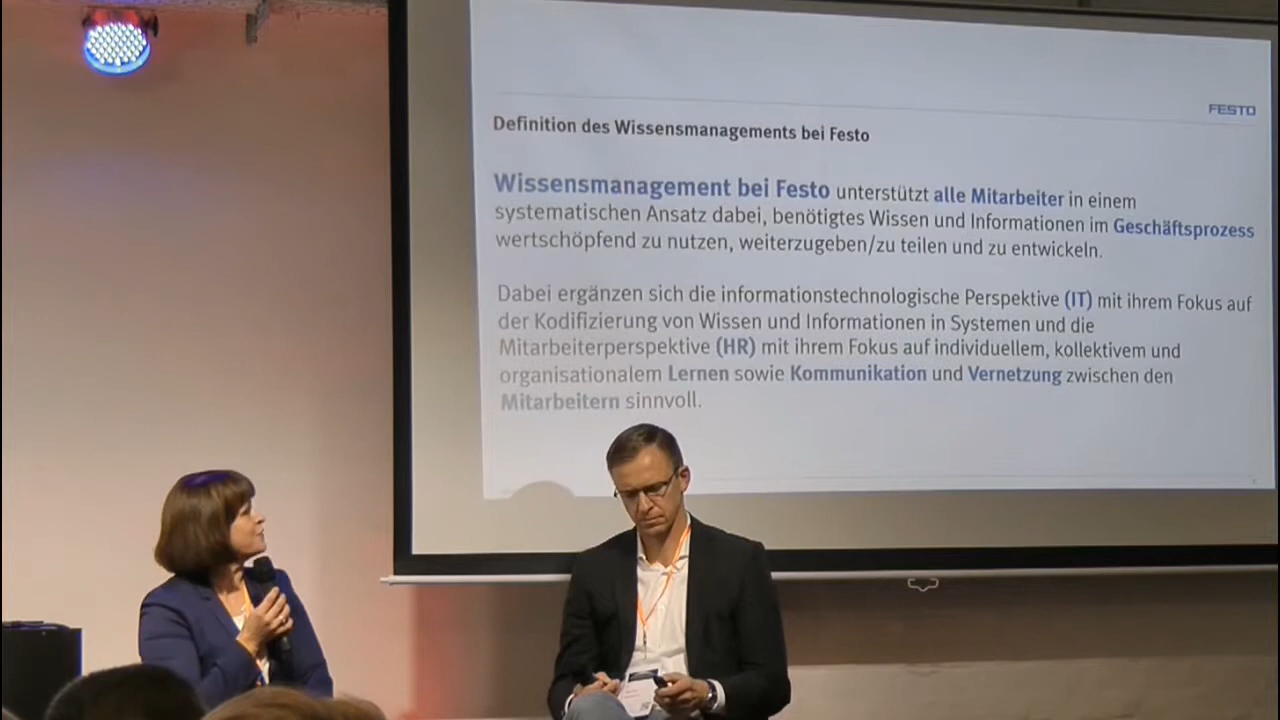 FESTO
Definition des Wissensmanagements bei Festo
Wissensmanagement bei Festo unterstützt alle Mitarbeiter in einem
systematischen Ansatz dabei, benötigtes Wissen und Informationen im Geschäftsprozess
wertschöpfend zu nutzen, weiterzugeben/zu teilen und zu entwickeln.
Dabei ergänzen sich die informationstechnologische Perspektive (IT) mit ihrem Fokus auf
der Kodifizierung von Wissen und Informationen in Systemen und die
Mitarbeiterperspektive (HR) mit ihrem Fokus auf individuellem, kollektivem und
organisationalem Lernen sowie Kommunikation und Vernetzung zwischen den
Mitarbeitern sinnvoll.